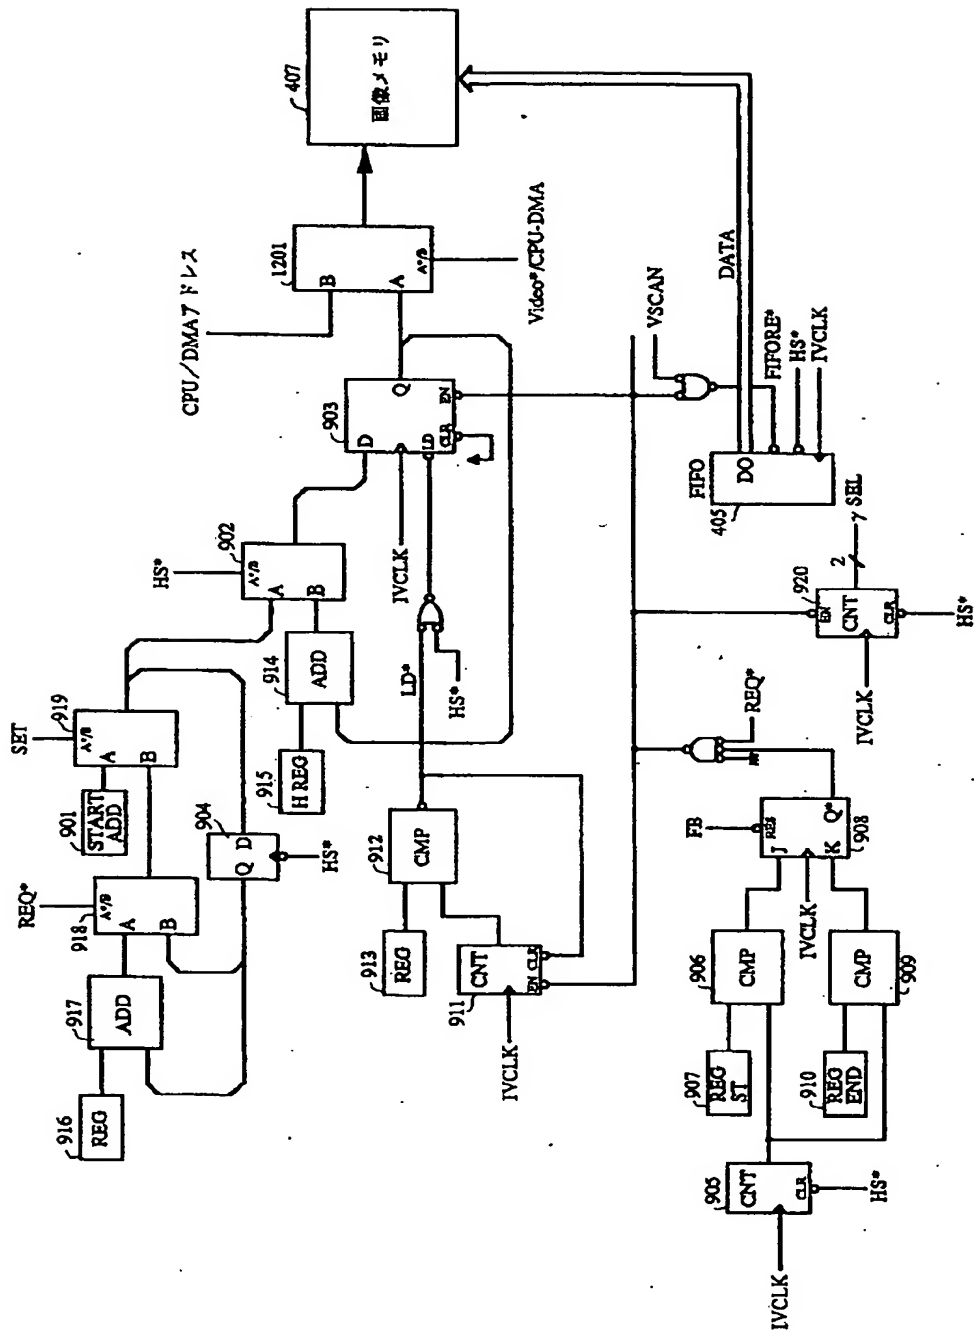 916
REG
917
ADD
REQ*
918
A*/B
A
B
SET
919
A*/B
A
B
901
START
ADD
904
Q
D
HS*
HS*
902
A*/B
A
B
915
H REG
914
ADD
CPU/DMAアドレス
903
D
Q
LD
CLR
EN
IVCLK
1201
B
A
A*/B
Video*/CPU-DMA
407
画像メモリ
913
REG
912
CMP
LD*
HS*
911
CNT
EN
CLR
IVCLK
VSCAN
DATA
FIFORE*
HS*
IVCLK
FIFO
DO
405
IVCLK
905
CNT
CLR
HS*
907
REG
ST
906
CMP
910
REG
END
909
CMP
FB
RES
J
K
Q*
908
IVCLK
REQ*
920
EN
CNT
CLR
IVCLK
HS*
2
γ SEL